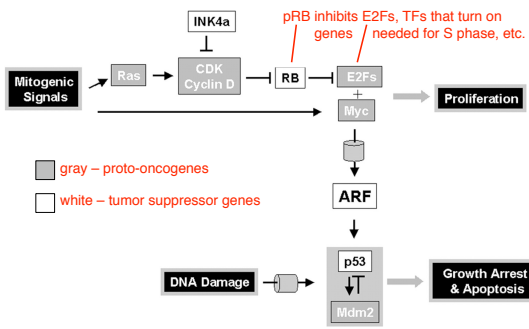 pRB inhibits E2Fs, TFs that turn on
genes needed for S phase, etc.
INK4a
Mitogenic
Signals
Ras
CDK
Cyclin D
RB
E2Fs
+
Myc
Proliferation
gray – proto-oncogenes
white – tumor suppressor genes
ARF
p53
Mdm2
DNA Damage
Growth Arrest
& Apoptosis